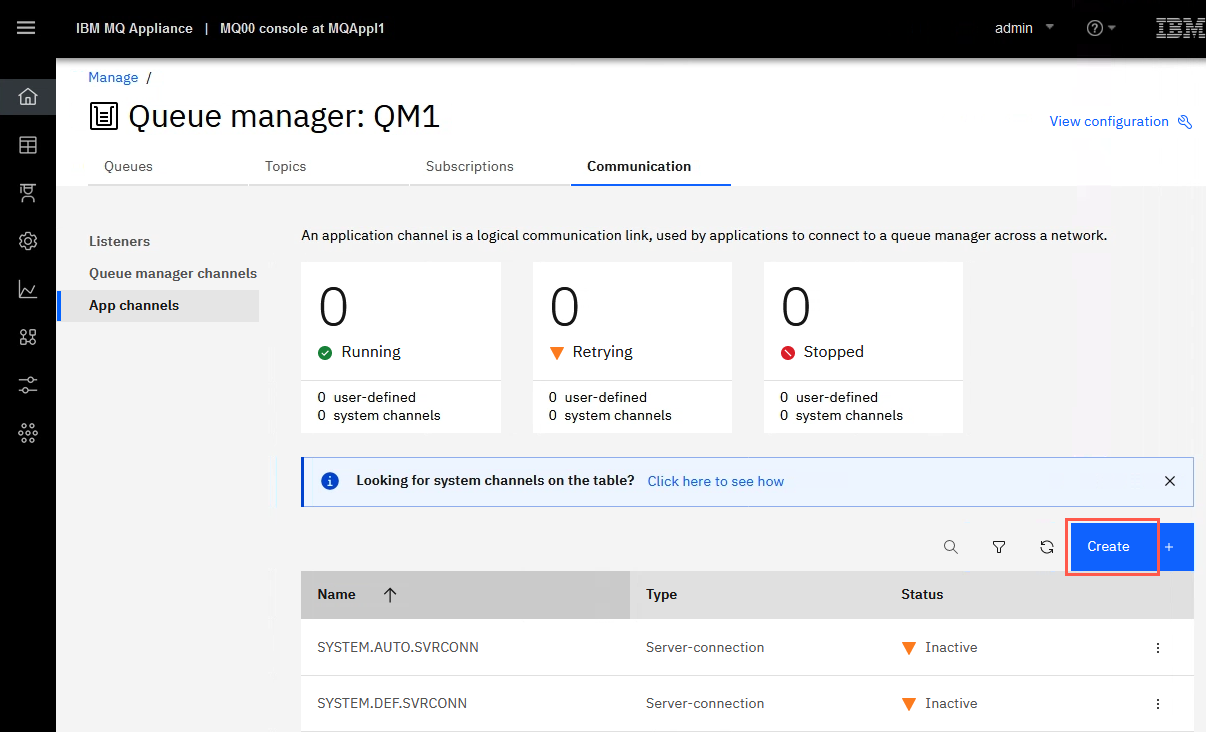 IBM MQ Appliance | MQ00 console at MQAppl1
admin
IBM
Manage /
Queue manager: QM1
View configuration
Queues Topics Subscriptions Communication
Listeners
Queue manager channels
App channels
An application channel is a logical communication link, used by applications to connect to a queue manager across a network.
0 0 0
Running Retrying Stopped
0 user-defined 0 user-defined 0 user-defined
0 system channels 0 system channels 0 system channels
Looking for system channels on the table? Click here to see how
Create +
Name Type Status
SYSTEM.AUTO.SVRCONN Server-connection Inactive
SYSTEM.DEF.SVRCONN Server-connection Inactive